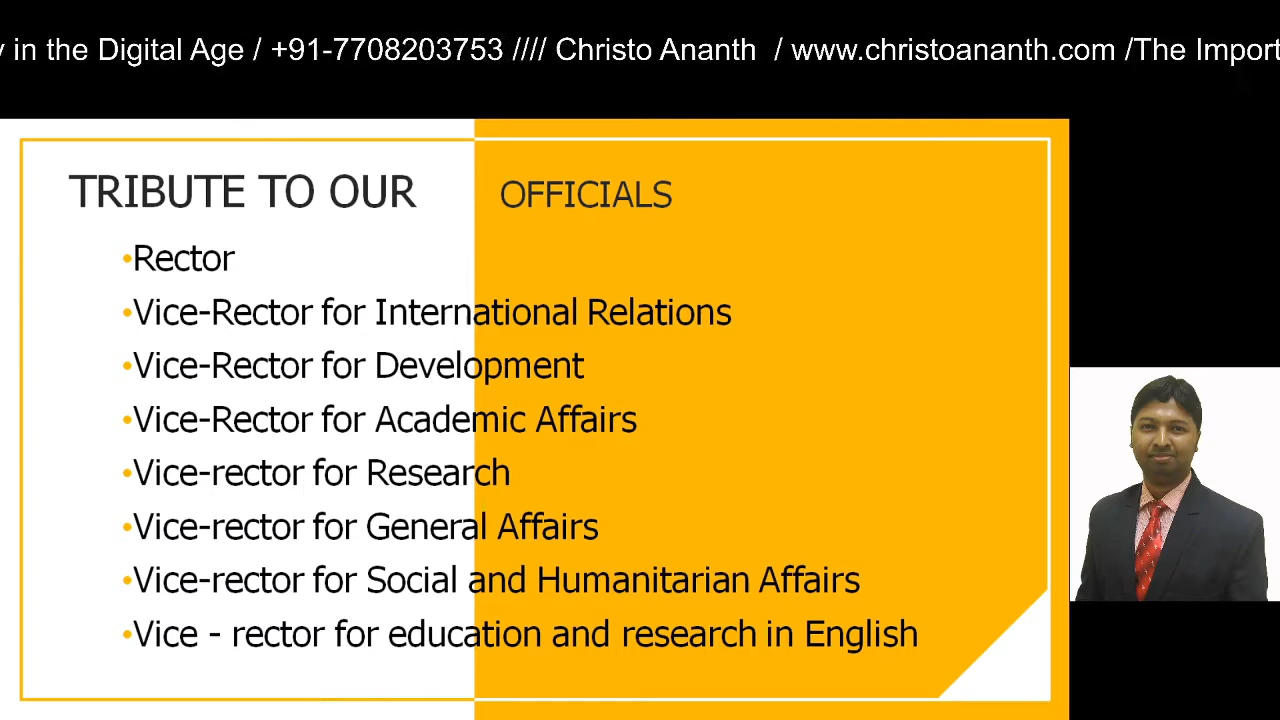 y in the Digital Age / +91-7708203753 //// Christo Ananth / www.christoananth.com /The Import
TRIBUTE TO OUR OFFICIALS
•Rector
•Vice-Rector for International Relations
•Vice-Rector for Development
•Vice-Rector for Academic Affairs
•Vice-rector for Research
•Vice-rector for General Affairs
•Vice-rector for Social and Humanitarian Affairs
•Vice - rector for education and research in English